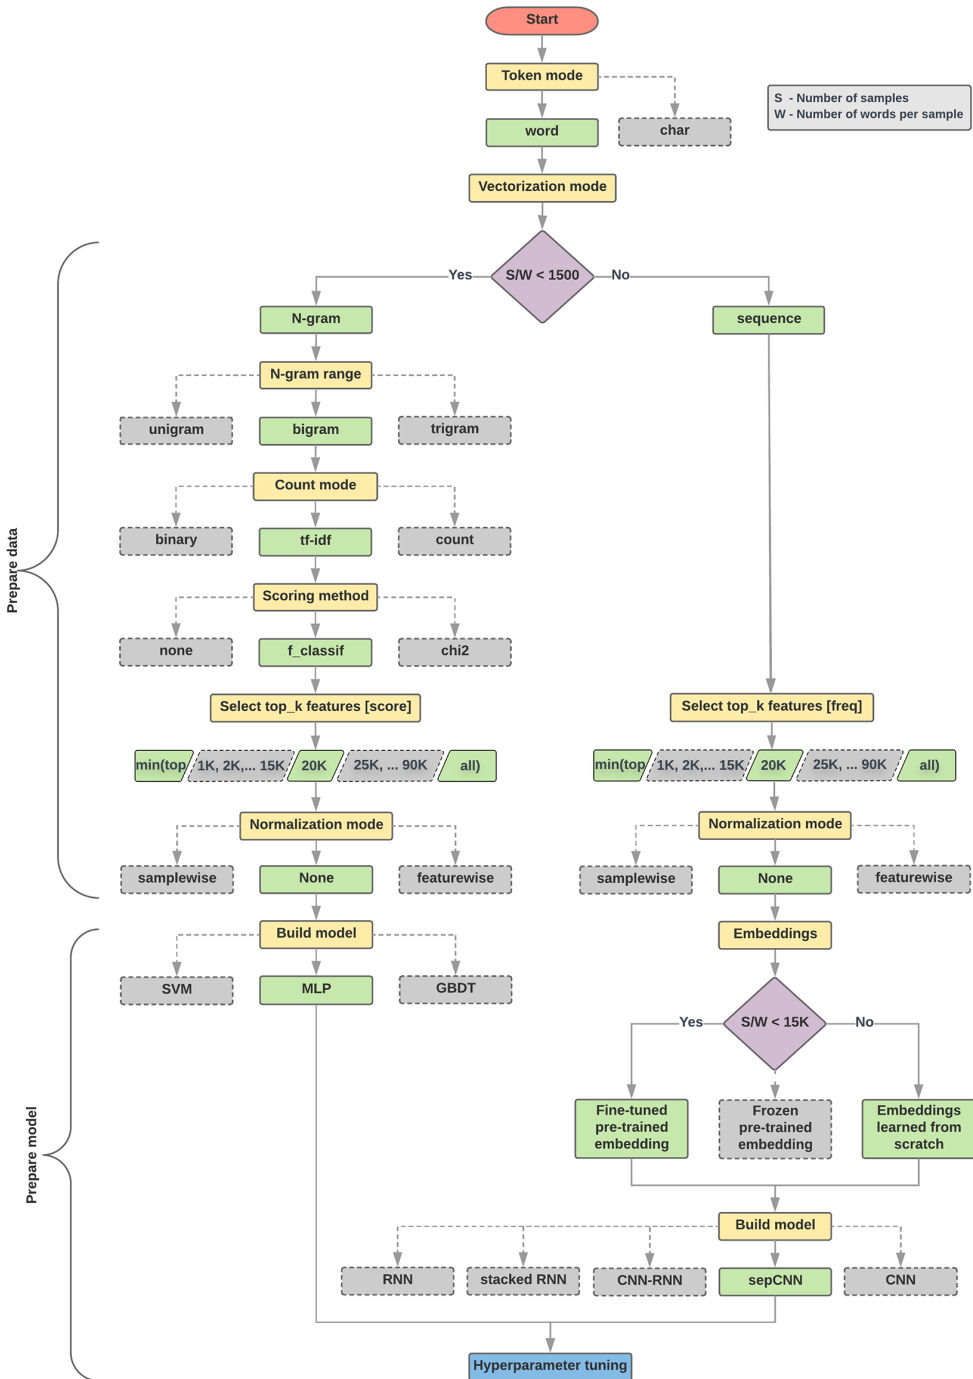 Start
Token mode
S - Number of samples
W - Number of words per sample
word
char
Vectorization mode
S/W < 1500
Yes
No
N-gram
sequence
N-gram range
unigram
bigram
trigram
Count mode
binary
tf-idf
count
Scoring method
none
f_classif
chi2
Select top_k features [score]
Select top_k features [freq]
min(top 1K, 2K,... 15K 20K 25K, ... 90K all)
min(top 1K, 2K,... 15K 20K 25K, ... 90K all)
Normalization mode
Normalization mode
samplewise
None
featurewise
samplewise
None
featurewise
Prepare data
Build model
Embeddings
SVM
MLP
GBDT
S/W < 15K
Yes
No
Fine-tuned
pre-trained
embedding
Frozen
pre-trained
embedding
Embeddings
learned from
scratch
Prepare model
Build model
RNN
stacked RNN
CNN-RNN
sepCNN
CNN
Hyperparameter tuning